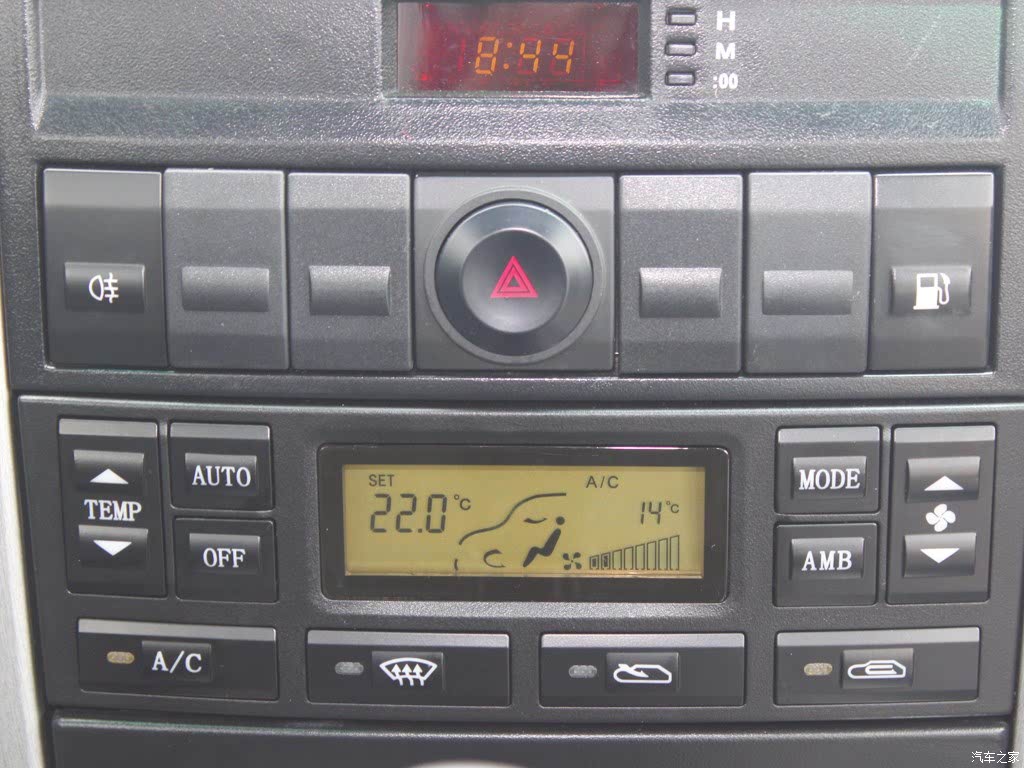 8:44
H
M
:00
SET
22.0°C
A/C
14°C
TEMP
AUTO
OFF
MODE
AMB
A/C
汽车之家